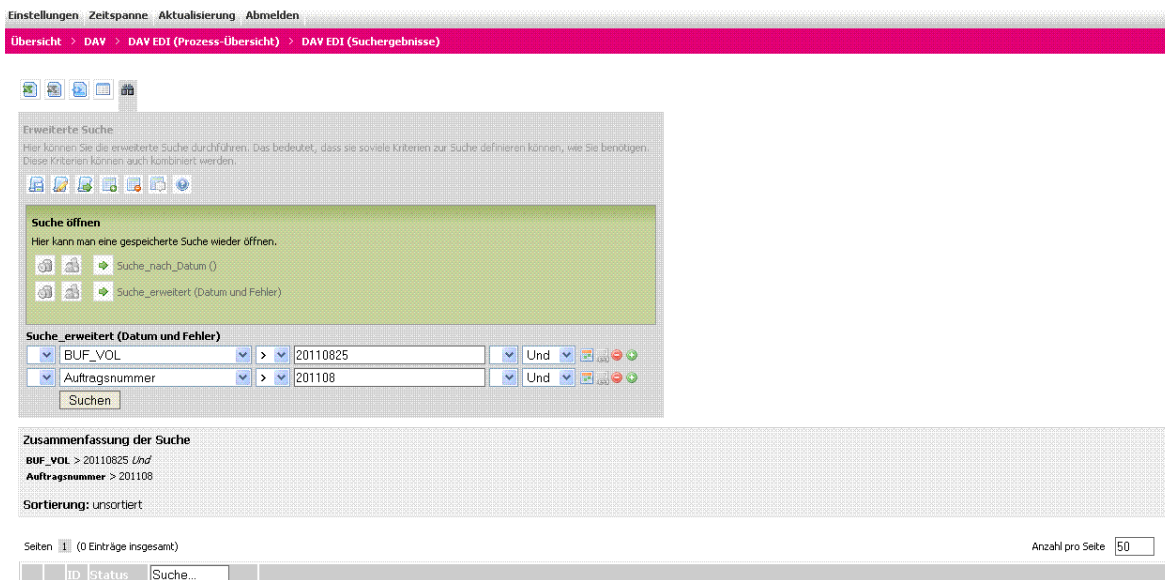 Einstellungen Zeitspanne Aktualisierung Abmelden
Übersicht > DAV > DAV EDI (Prozess-Übersicht) > DAV EDI (Suchergebnisse)
Erweiterte Suche
Hier können Sie die erweiterte Suche durchführen. Das bedeutet, dass sie soviele Kriterien zur Suche definieren können, wie Sie benötigen.
Diese Kriterien können auch kombiniert werden.
Suche öffnen
Hier kann man eine gespeicherte Suche wieder öffnen.
Suche_nach_Datum ()
Suche_erweitert (Datum und Fehler)
Suche_erweitert (Datum und Fehler)
BUF_VOL > 20110825 Und
Auftragsnummer > 201108 Und
Suchen
Zusammenfassung der Suche
BUF_VOL > 20110825 Und
Auftragsnummer > 201108
Sortierung: unsortiert
Seiten 1 (0 Einträge insgesamt) Anzahl pro Seite 50
ID Status Suche...